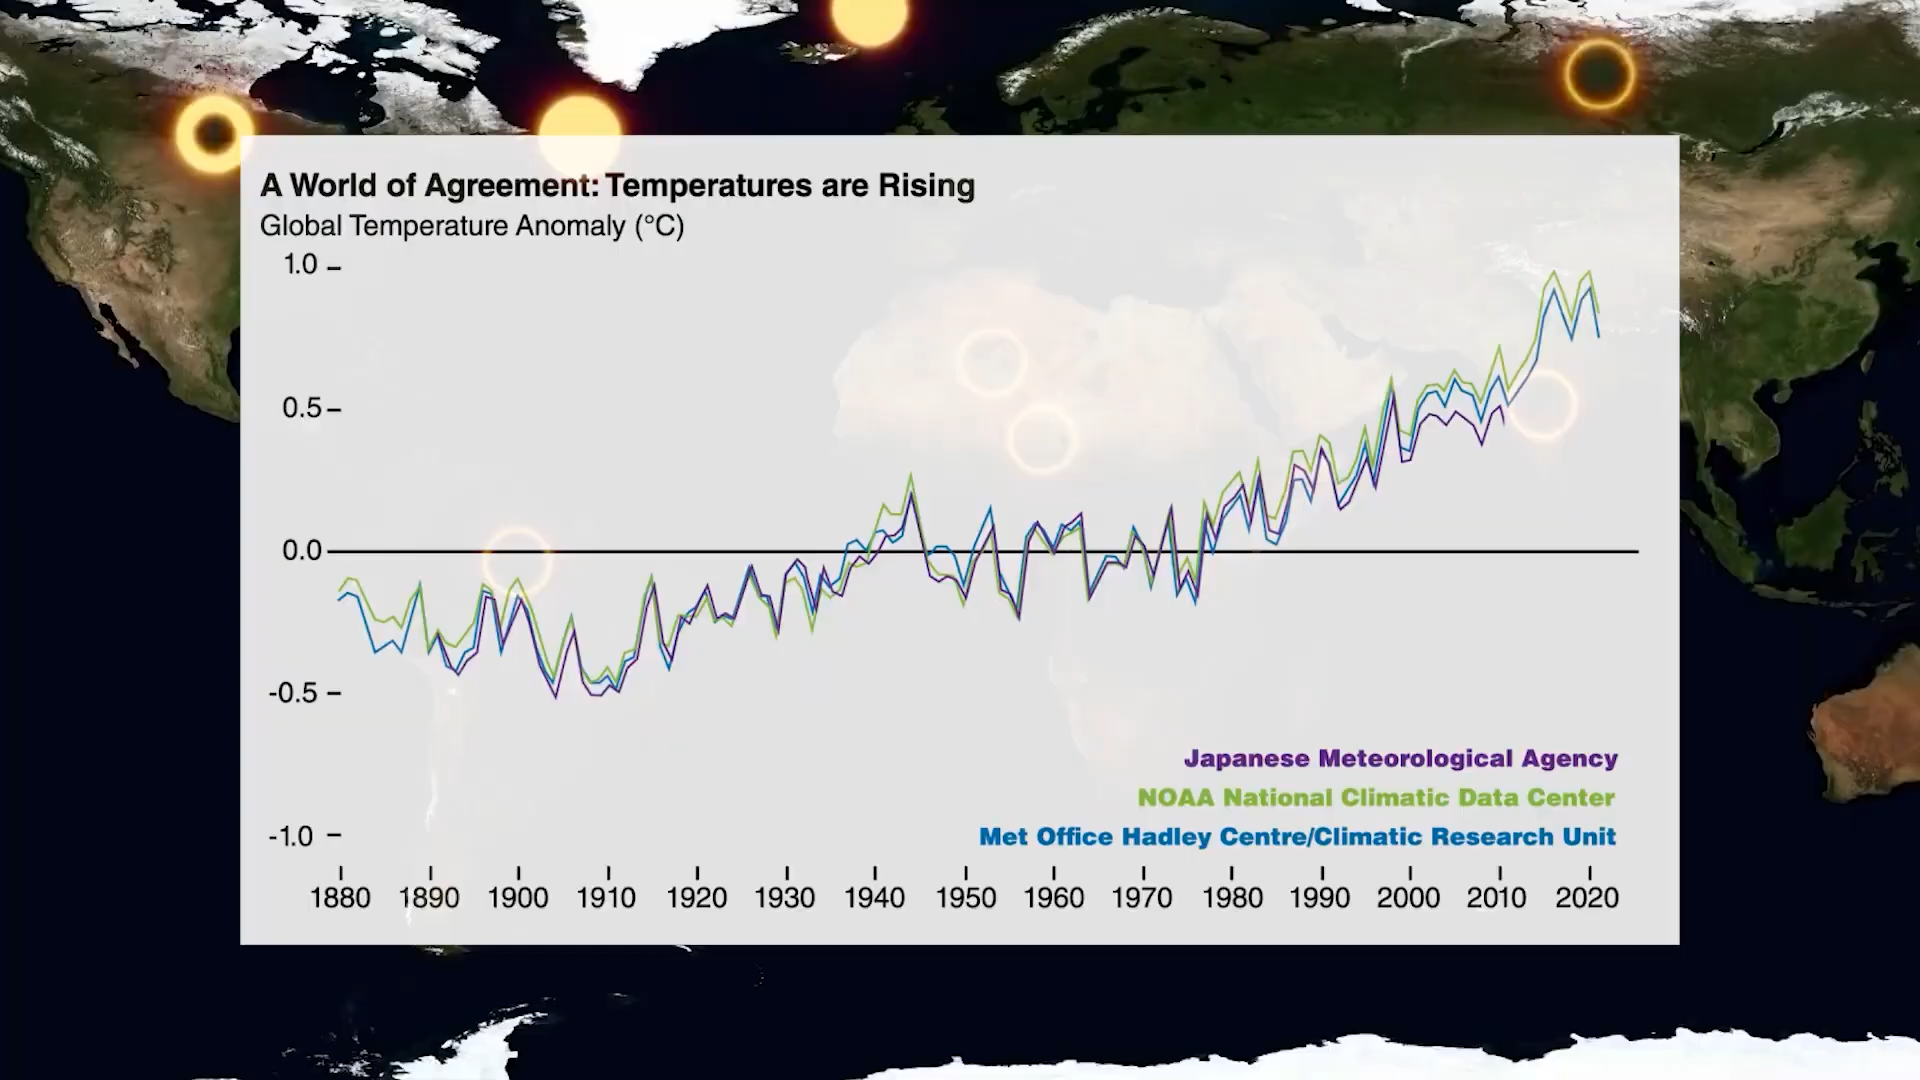 A World of Agreement: Temperatures are Rising
Global Temperature Anomaly (°C)
1.0
0.5
0.0
-0.5
-1.0
Japanese Meteorological Agency
NOAA National Climatic Data Center
Met Office Hadley Centre/Climatic Research Unit
1880 1890 1900 1910 1920 1930 1940 1950 1960 1970 1980 1990 2000 2010 2020